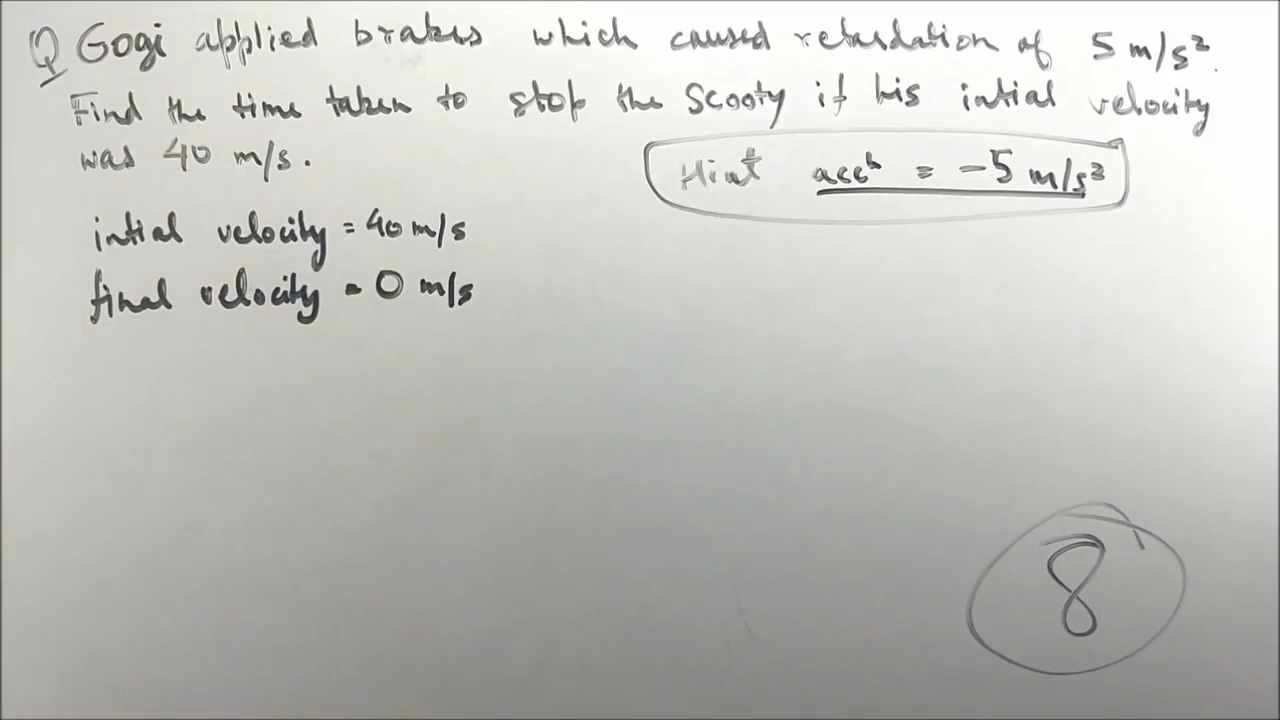 Q Gogi applied brakes which caused retardation of 5 m/s².
Find the time taken to stop the Scooty if his intial velocity
was 40 m/s.
Hint accⁿ = -5 m/s²
intial velocity = 40 m/s
final velocity = 0 m/s
8